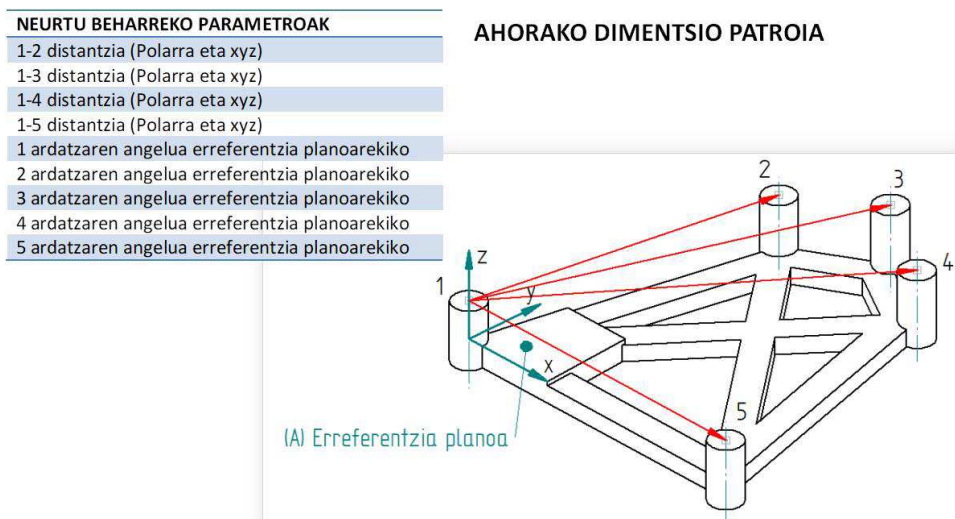 NEURTU BEHARREKO PARAMETROAK
1-2 distantzia (Polarra eta xyz)
1-3 distantzia (Polarra eta xyz)
1-4 distantzia (Polarra eta xyz)
1-5 distantzia (Polarra eta xyz)
1 ardatzaren angelua erreferentzia planoarekiko
2 ardatzaren angelua erreferentzia planoarekiko
3 ardatzaren angelua erreferentzia planoarekiko
4 ardatzaren angelua erreferentzia planoarekiko
5 ardatzaren angelua erreferentzia planoarekiko
AHORAKO DIMENTSIO PATROIA
2
3
4
z
1
y
x
5
(A) Erreferentzia planoa